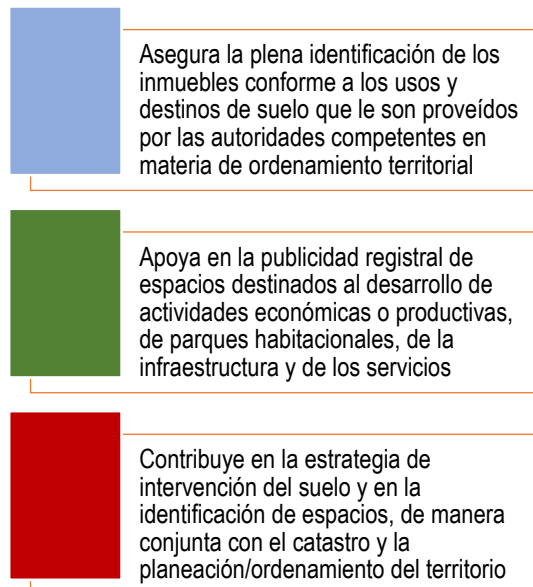 Asegura la plena identificación de los
inmuebles conforme a los usos y
destinos de suelo que le son proveídos
por las autoridades competentes en
materia de ordenamiento territorial
Apoya en la publicidad registral de
espacios destinados al desarrollo de
actividades económicas o productivas,
de parques habitacionales, de la
infraestructura y de los servicios
Contribuye en la estrategia de
intervención del suelo y en la
identificación de espacios, de manera
conjunta con el catastro y la
planeación/ordenamiento del territorio